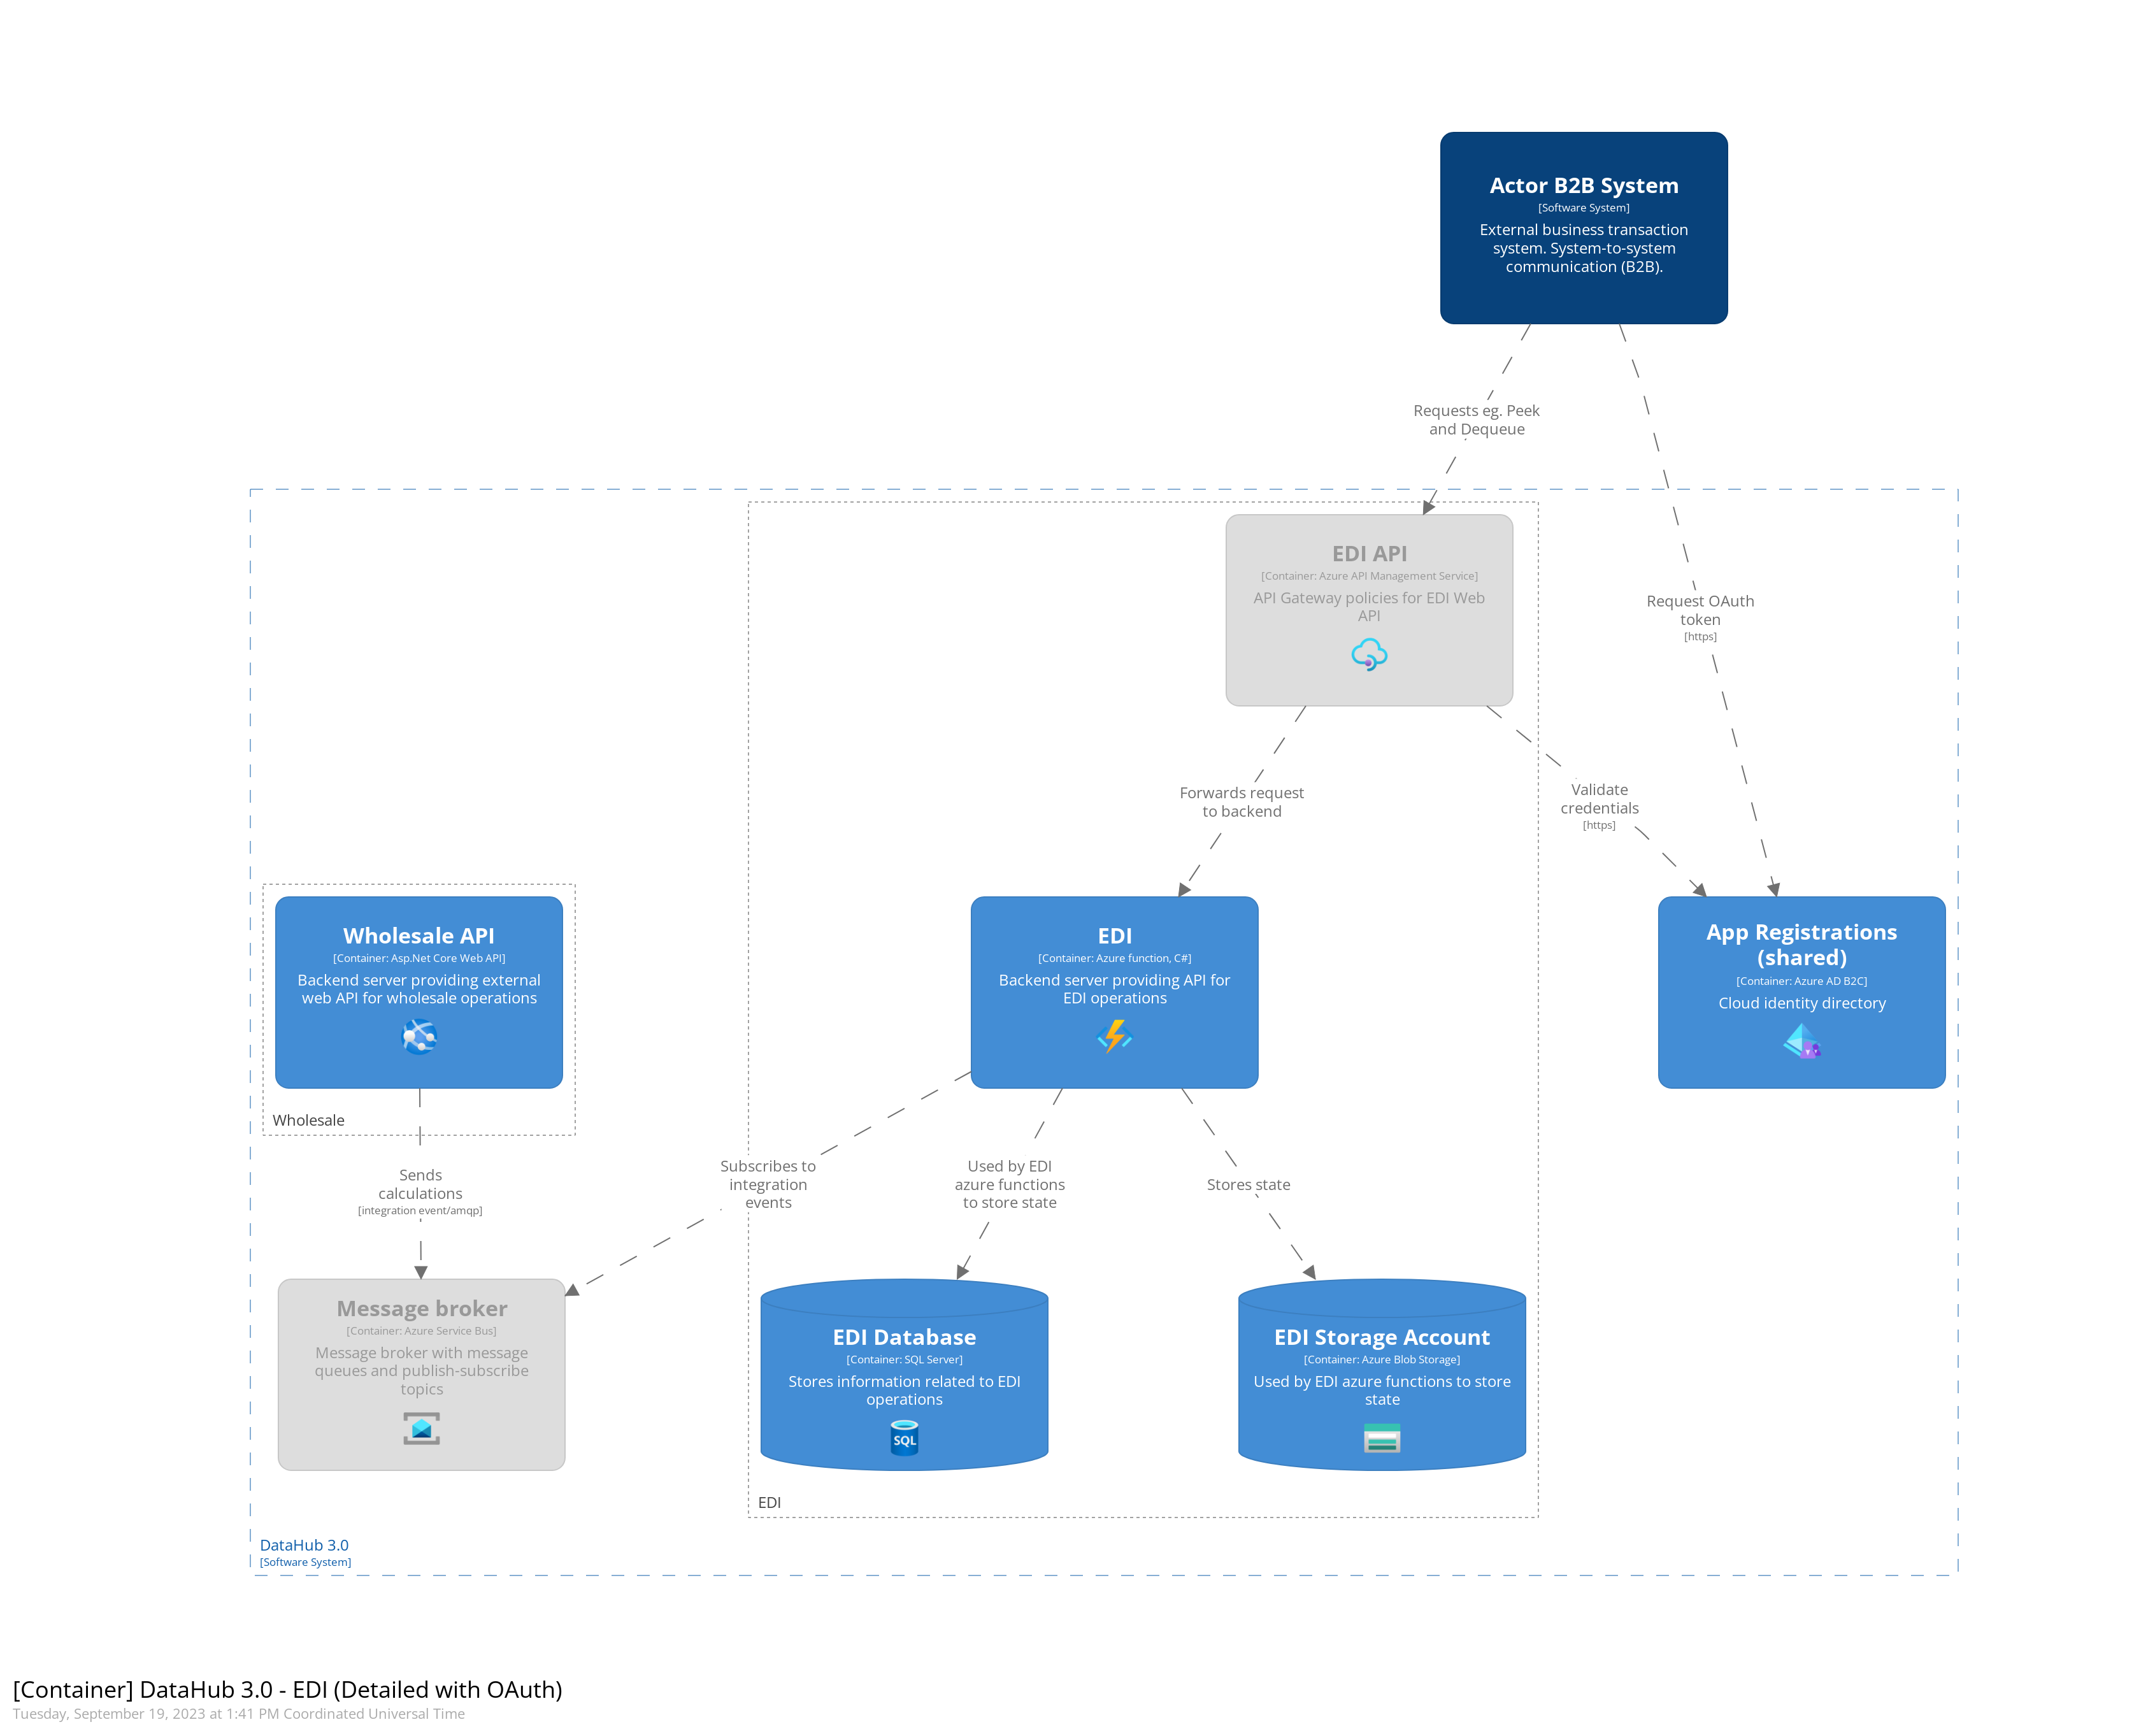 Actor B2B System
[Software System]
External business transaction
system. System-to-system
communication (B2B).
Requests eg. Peek
and Dequeue
Request OAuth
token
[https]
EDI API
[Container: Azure API Management Service]
API Gateway policies for EDI Web
API
Forwards request
to backend
Validate
credentials
[https]
Wholesale API
[Container: Asp.Net Core Web API]
Backend server providing external
web API for wholesale operations
Wholesale
EDI
[Container: Azure function, C#]
Backend server providing API for
EDI operations
App Registrations
(shared)
[Container: Azure AD B2C]
Cloud identity directory
Sends
calculations
[integration event/amqp]
Subscribes to
integration
events
Used by EDI
azure functions
to store state
Stores state
Message broker
[Container: Azure Service Bus]
Message broker with message
queues and publish-subscribe
topics
EDI Database
[Container: SQL Server]
Stores information related to EDI
operations
SQL
EDI Storage Account
[Container: Azure Blob Storage]
Used by EDI azure functions to store
state
EDI
DataHub 3.0
[Software System]
[Container] DataHub 3.0 - EDI (Detailed with OAuth)
Tuesday, September 19, 2023 at 1:41 PM Coordinated Universal Time